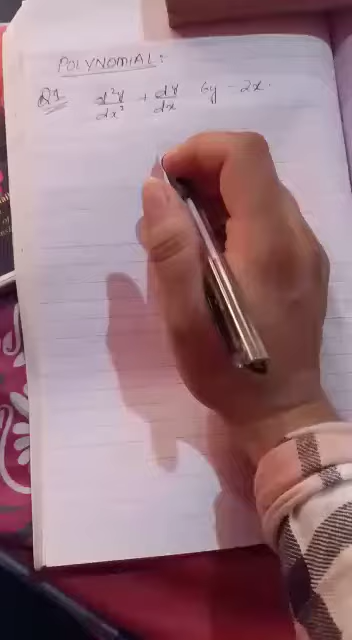 POLYNOMIAL:
Q1 d²y/dx² + dy/dx 6y - 2x.